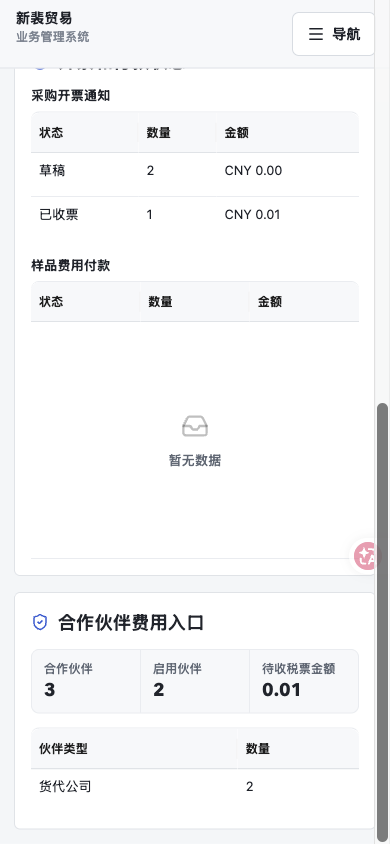 新裴贸易
业务管理系统
导航
采购开票通知
状态 数量 金额
草稿 2 CNY 0.00
已收票 1 CNY 0.01
样品费用付款
状态 数量 金额
暂无数据
合作伙伴费用入口
合作伙伴 启用伙伴 待收税票金额
3 2 0.01
伙伴类型 数量
货代公司 2